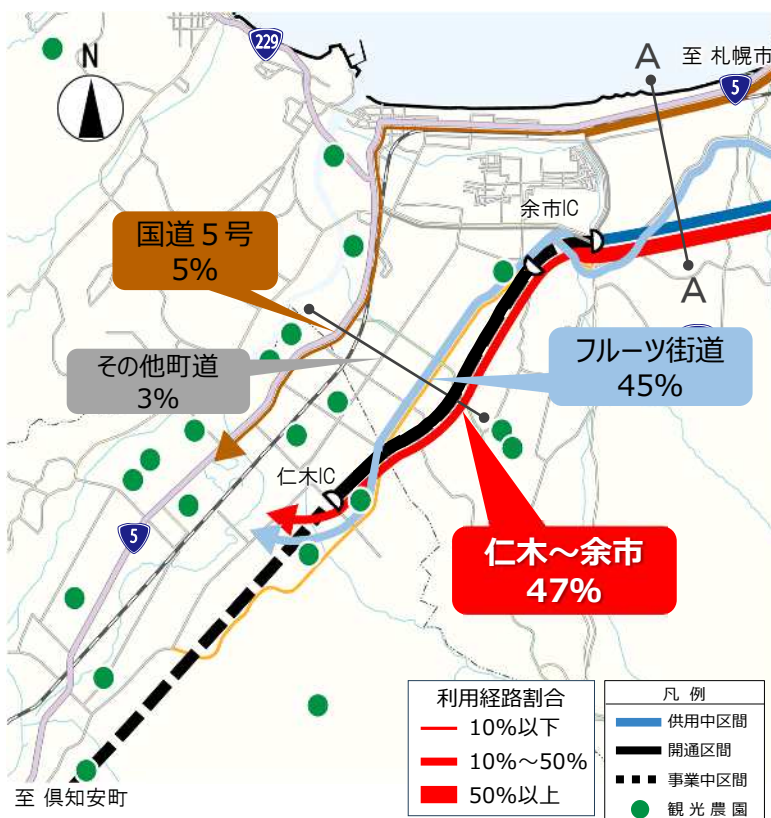 229
N
至 札幌市
A
5
余市IC
国道５号
5%
A
その他町道
3%
フルーツ街道
45%
仁木IC
5
仁木～余市
47%
利用経路割合
10%以下
10%～50%
50%以上
凡 例
供用中区間
開通区間
事業中区間
観 光 農 園
至 倶知安町